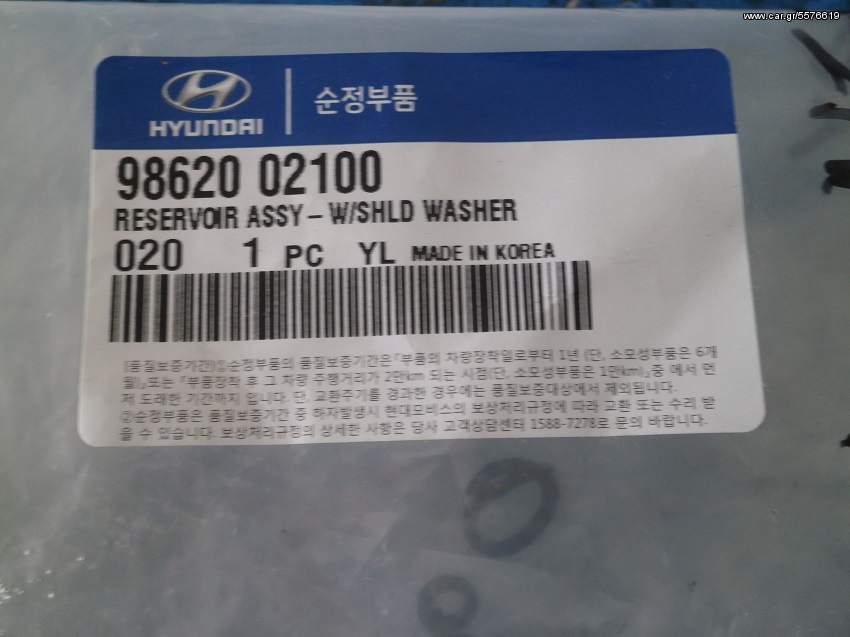 www.car.gr/5576619
HYUNDAI
순정부품
98620 02100
RESERVOIR ASSY – W/SHLD WASHER
020 1 PC YL MADE IN KOREA
[품질보증기간]①순정부품의 품질보증기간은『부품의 차량장착일로부터 1년 (단, 소모성부품은 6개
월)』또는 『부품장착 후 그 차량 주행거리가 2만km 되는 시점(단, 소모성부품은 1만km)』중 에서 먼
저 도래한 기간까지 입니다. 단, 교환주기를 경과한 경우에는 품질보증대상에서 제외됩니다.
②순정부품은 품질보증기간 중 하자발생시 현대모비스의 보상처리규정에 따라 교환 또는 수리 받
을 수 있습니다. 보상처리규정의 상세한 사항은 당사 고객상담센터 1588-7278로 문의 바랍니다.